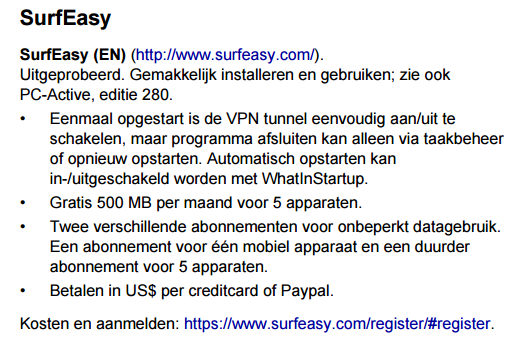 SurfEasy
SurfEasy (EN) (http://www.surfeasy.com/).
Uitgeprobeerd. Gemakkelijk installeren en gebruiken; zie ook
PC-Active, editie 280.
• Eenmaal opgestart is de VPN tunnel eenvoudig aan/uit te
schakelen, maar programma afsluiten kan alleen via taakbeheer
of opnieuw opstarten. Automatisch opstarten kan
in-/uitgeschakeld worden met WhatInStartup.
• Gratis 500 MB per maand voor 5 apparaten.
• Twee verschillende abonnementen voor onbeperkt datagebruik.
Een abonnement voor één mobiel apparaat en een duurder
abonnement voor 5 apparaten.
• Betalen in US$ per creditcard of Paypal.
Kosten en aanmelden: https://www.surfeasy.com/register/#register.